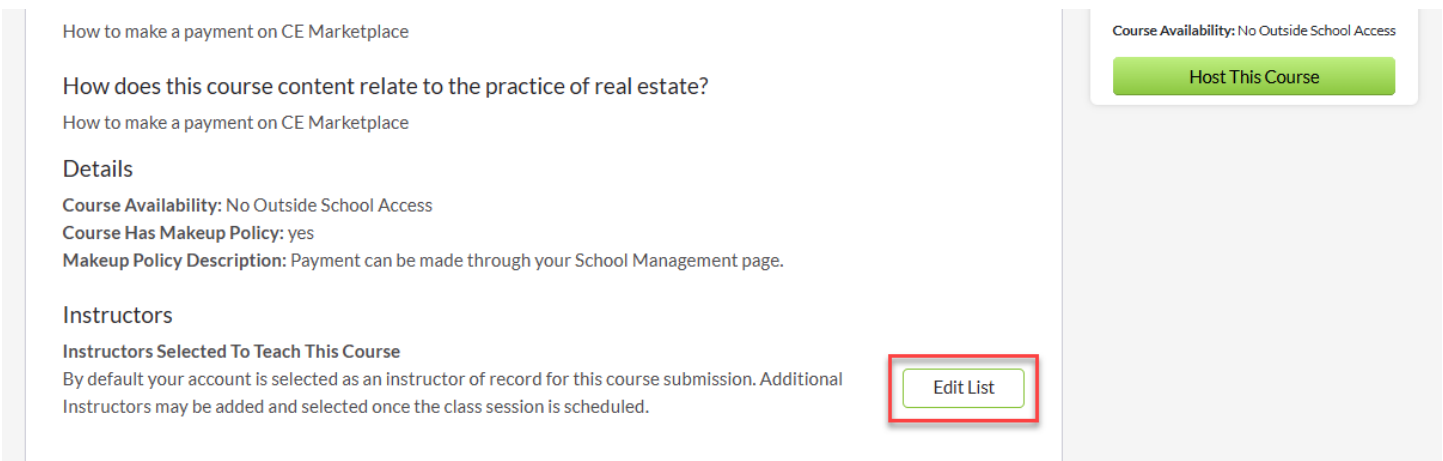 How to make a payment on CE Marketplace
How does this course content relate to the practice of real estate?
How to make a payment on CE Marketplace
Details
Course Availability: No Outside School Access
Course Has Makeup Policy: yes
Makeup Policy Description: Payment can be made through your School Management page.
Instructors
Instructors Selected To Teach This Course
By default your account is selected as an instructor of record for this course submission. Additional
Instructors may be added and selected once the class session is scheduled.
Edit List
Course Availability: No Outside School Access
Host This Course